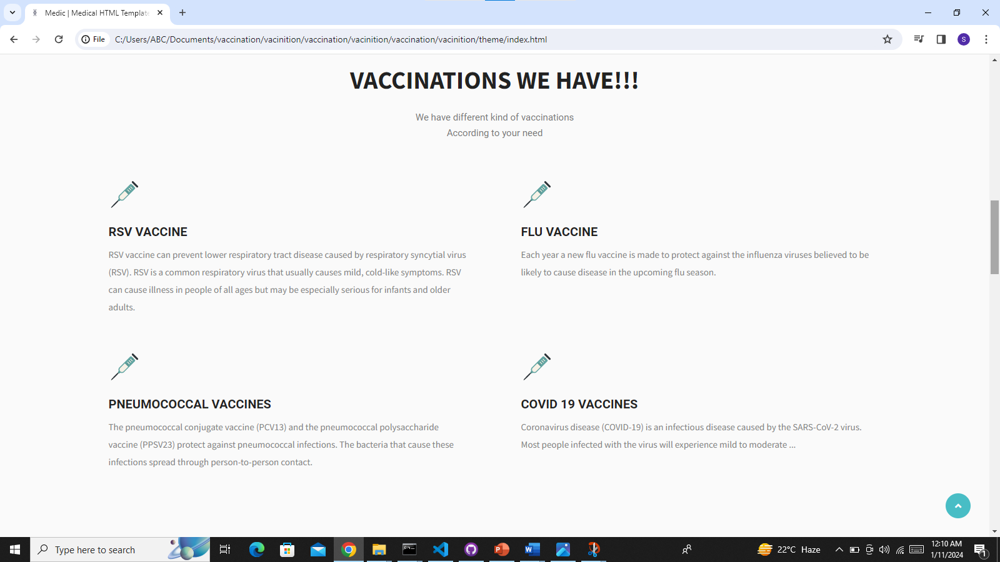 Medic | Medical HTML Template
File
C:/Users/ABC/Documents/vaccination/vacinition/vaccination/vacinition/vaccination/vacinition/theme/index.html
S
VACCINATIONS WE HAVE!!!
We have different kind of vaccinations
According to your need
RSV VACCINE
RSV vaccine can prevent lower respiratory tract disease caused by respiratory syncytial virus
(RSV). RSV is a common respiratory virus that usually causes mild, cold-like symptoms. RSV
can cause illness in people of all ages but may be especially serious for infants and older
adults.
FLU VACCINE
Each year a new flu vaccine is made to protect against the influenza viruses believed to be
likely to cause disease in the upcoming flu season.
PNEUMOCOCCAL VACCINES
The pneumococcal conjugate vaccine (PCV13) and the pneumococcal polysaccharide
vaccine (PPSV23) protect against pneumococcal infections. The bacteria that cause these
infections spread through person-to-person contact.
COVID 19 VACCINES
Coronavirus disease (COVID-19) is an infectious disease caused by the SARS-CoV-2 virus.
Most people infected with the virus will experience mild to moderate ...
Type here to search
22°C Haze
12:10 AM
1/11/2024
1